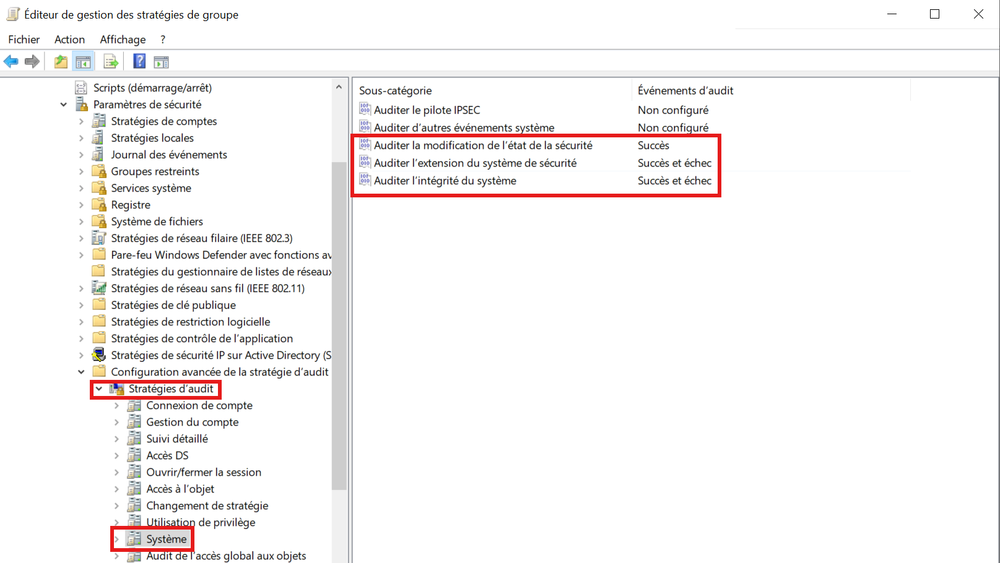 Éditeur de gestion des stratégies de groupe
Fichier Action Affichage ?
Scripts (démarrage/arrêt)
Paramètres de sécurité
Stratégies de comptes
Stratégies locales
Journal des événements
Groupes restreints
Services système
Registre
Système de fichiers
Stratégies de réseau filaire (IEEE 802.3)
Pare-feu Windows Defender avec fonctions av
Stratégies du gestionnaire de listes de réseaux
Stratégies de réseau sans fil (IEEE 802.11)
Stratégies de clé publique
Stratégies de restriction logicielle
Stratégies de contrôle de l’application
Stratégies de sécurité IP sur Active Directory (S
Configuration avancée de la stratégie d’audit
Stratégies d’audit
Connexion de compte
Gestion du compte
Suivi détaillé
Accès DS
Ouvrir/fermer la session
Accès à l’objet
Changement de stratégie
Utilisation de privilège
Système
Audit de l’accès global aux objets
Sous-catégorie Événements d’audit
Auditer le pilote IPSEC Non configuré
Auditer d’autres événements système Non configuré
Auditer la modification de l’état de la sécurité Succès
Auditer l’extension du système de sécurité Succès et échec
Auditer l’intégrité du système Succès et échec